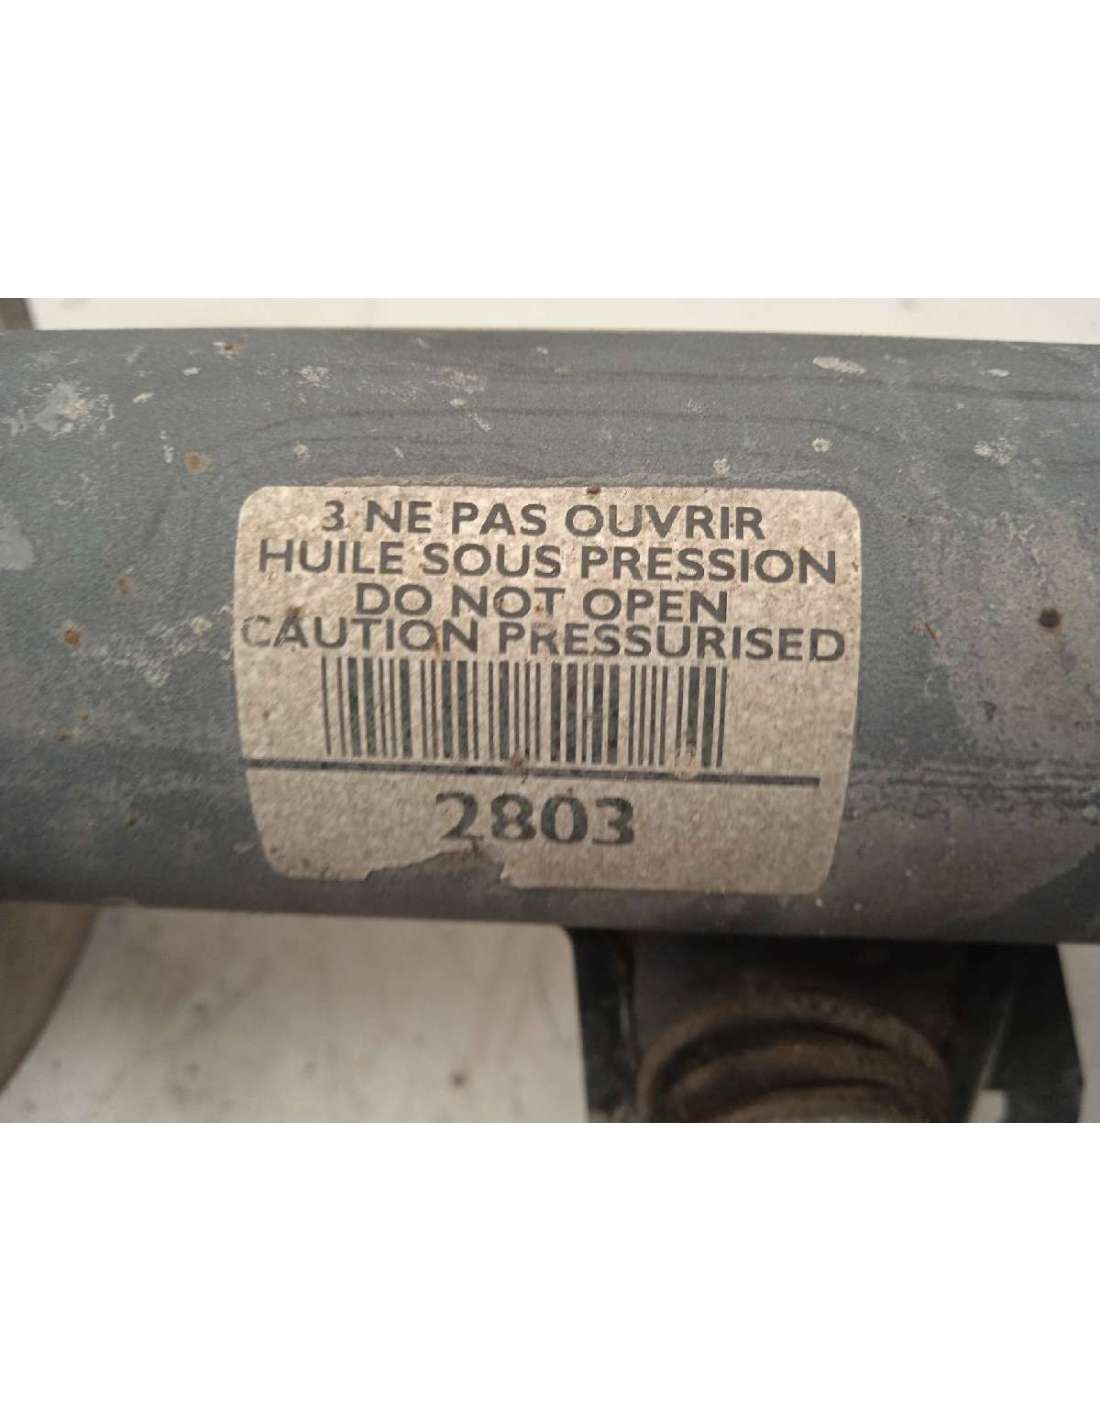 3 NE PAS OUVRIR
HUILE SOUS PRESSION
DO NOT OPEN
CAUTION PRESSURISED
2803